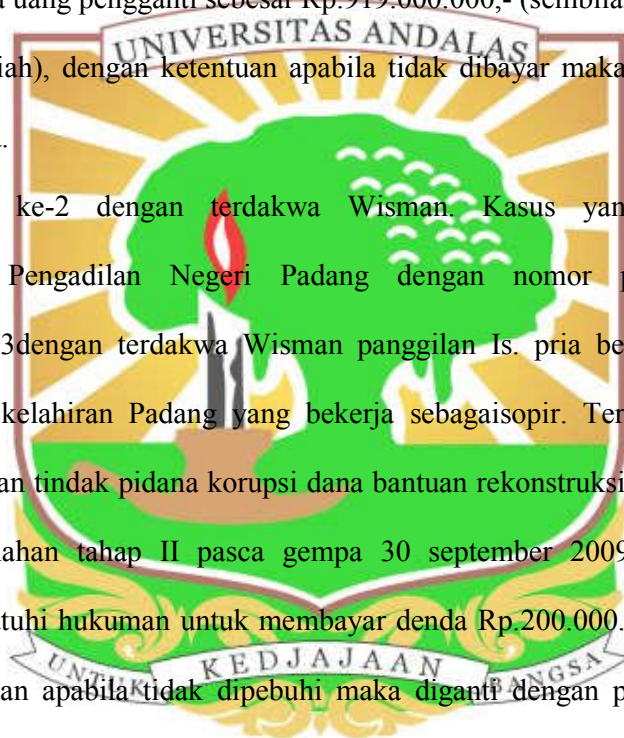 uang pengganti sebesar Rp.919.000.000,- (sembila
UNIVERSITAS ANDALAS
iah), dengan ketentuan apabila tidak dibayar maka
ke-2 dengan terdakwa Wisman. Kasus yan
Pengadilan Negeri Padang dengan nomor p
3dengan terdakwa Wisman panggilan Is. pria be
kelahiran Padang yang bekerja sebagaisopir. Ter
an tindak pidana korupsi dana bantuan rekonstruksi
ahan tahap II pasca gempa 30 september 2009
tuhi hukuman untuk membayar denda Rp.200.000.
UNTUK KEDJAJAAN BANGSA
an apabila tidak dipebuhi maka diganti dengan p